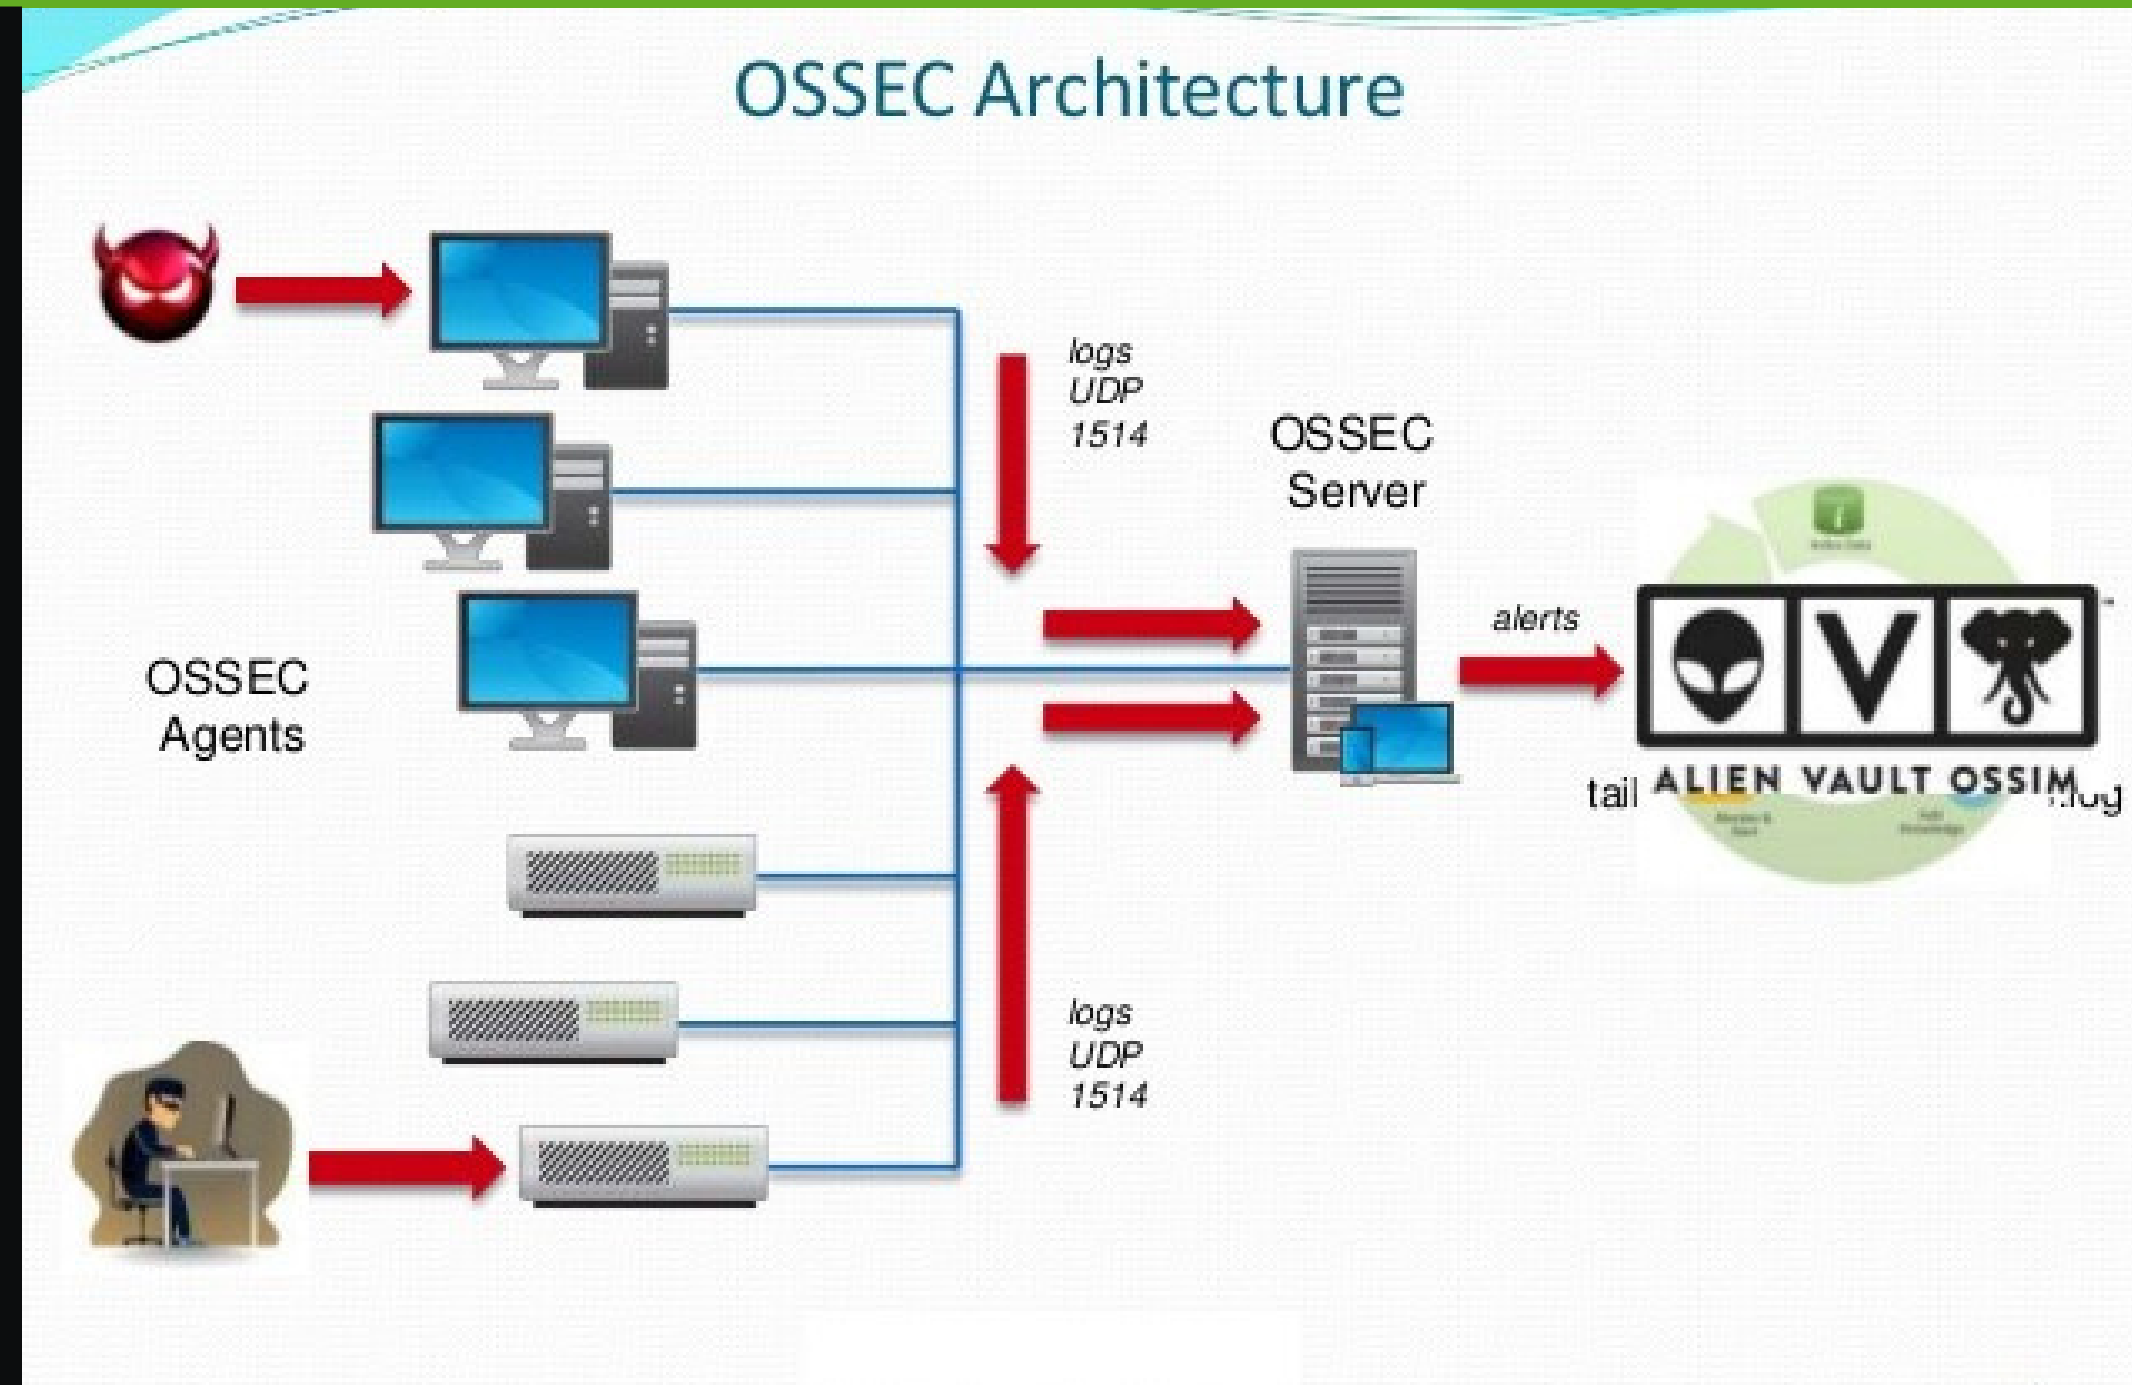 OSSEC Architecture
logs
UDP
1514
OSSEC
Server
alerts
OSSEC
Agents
tail
ALIEN VAULT OSSIM
logs
UDP
1514